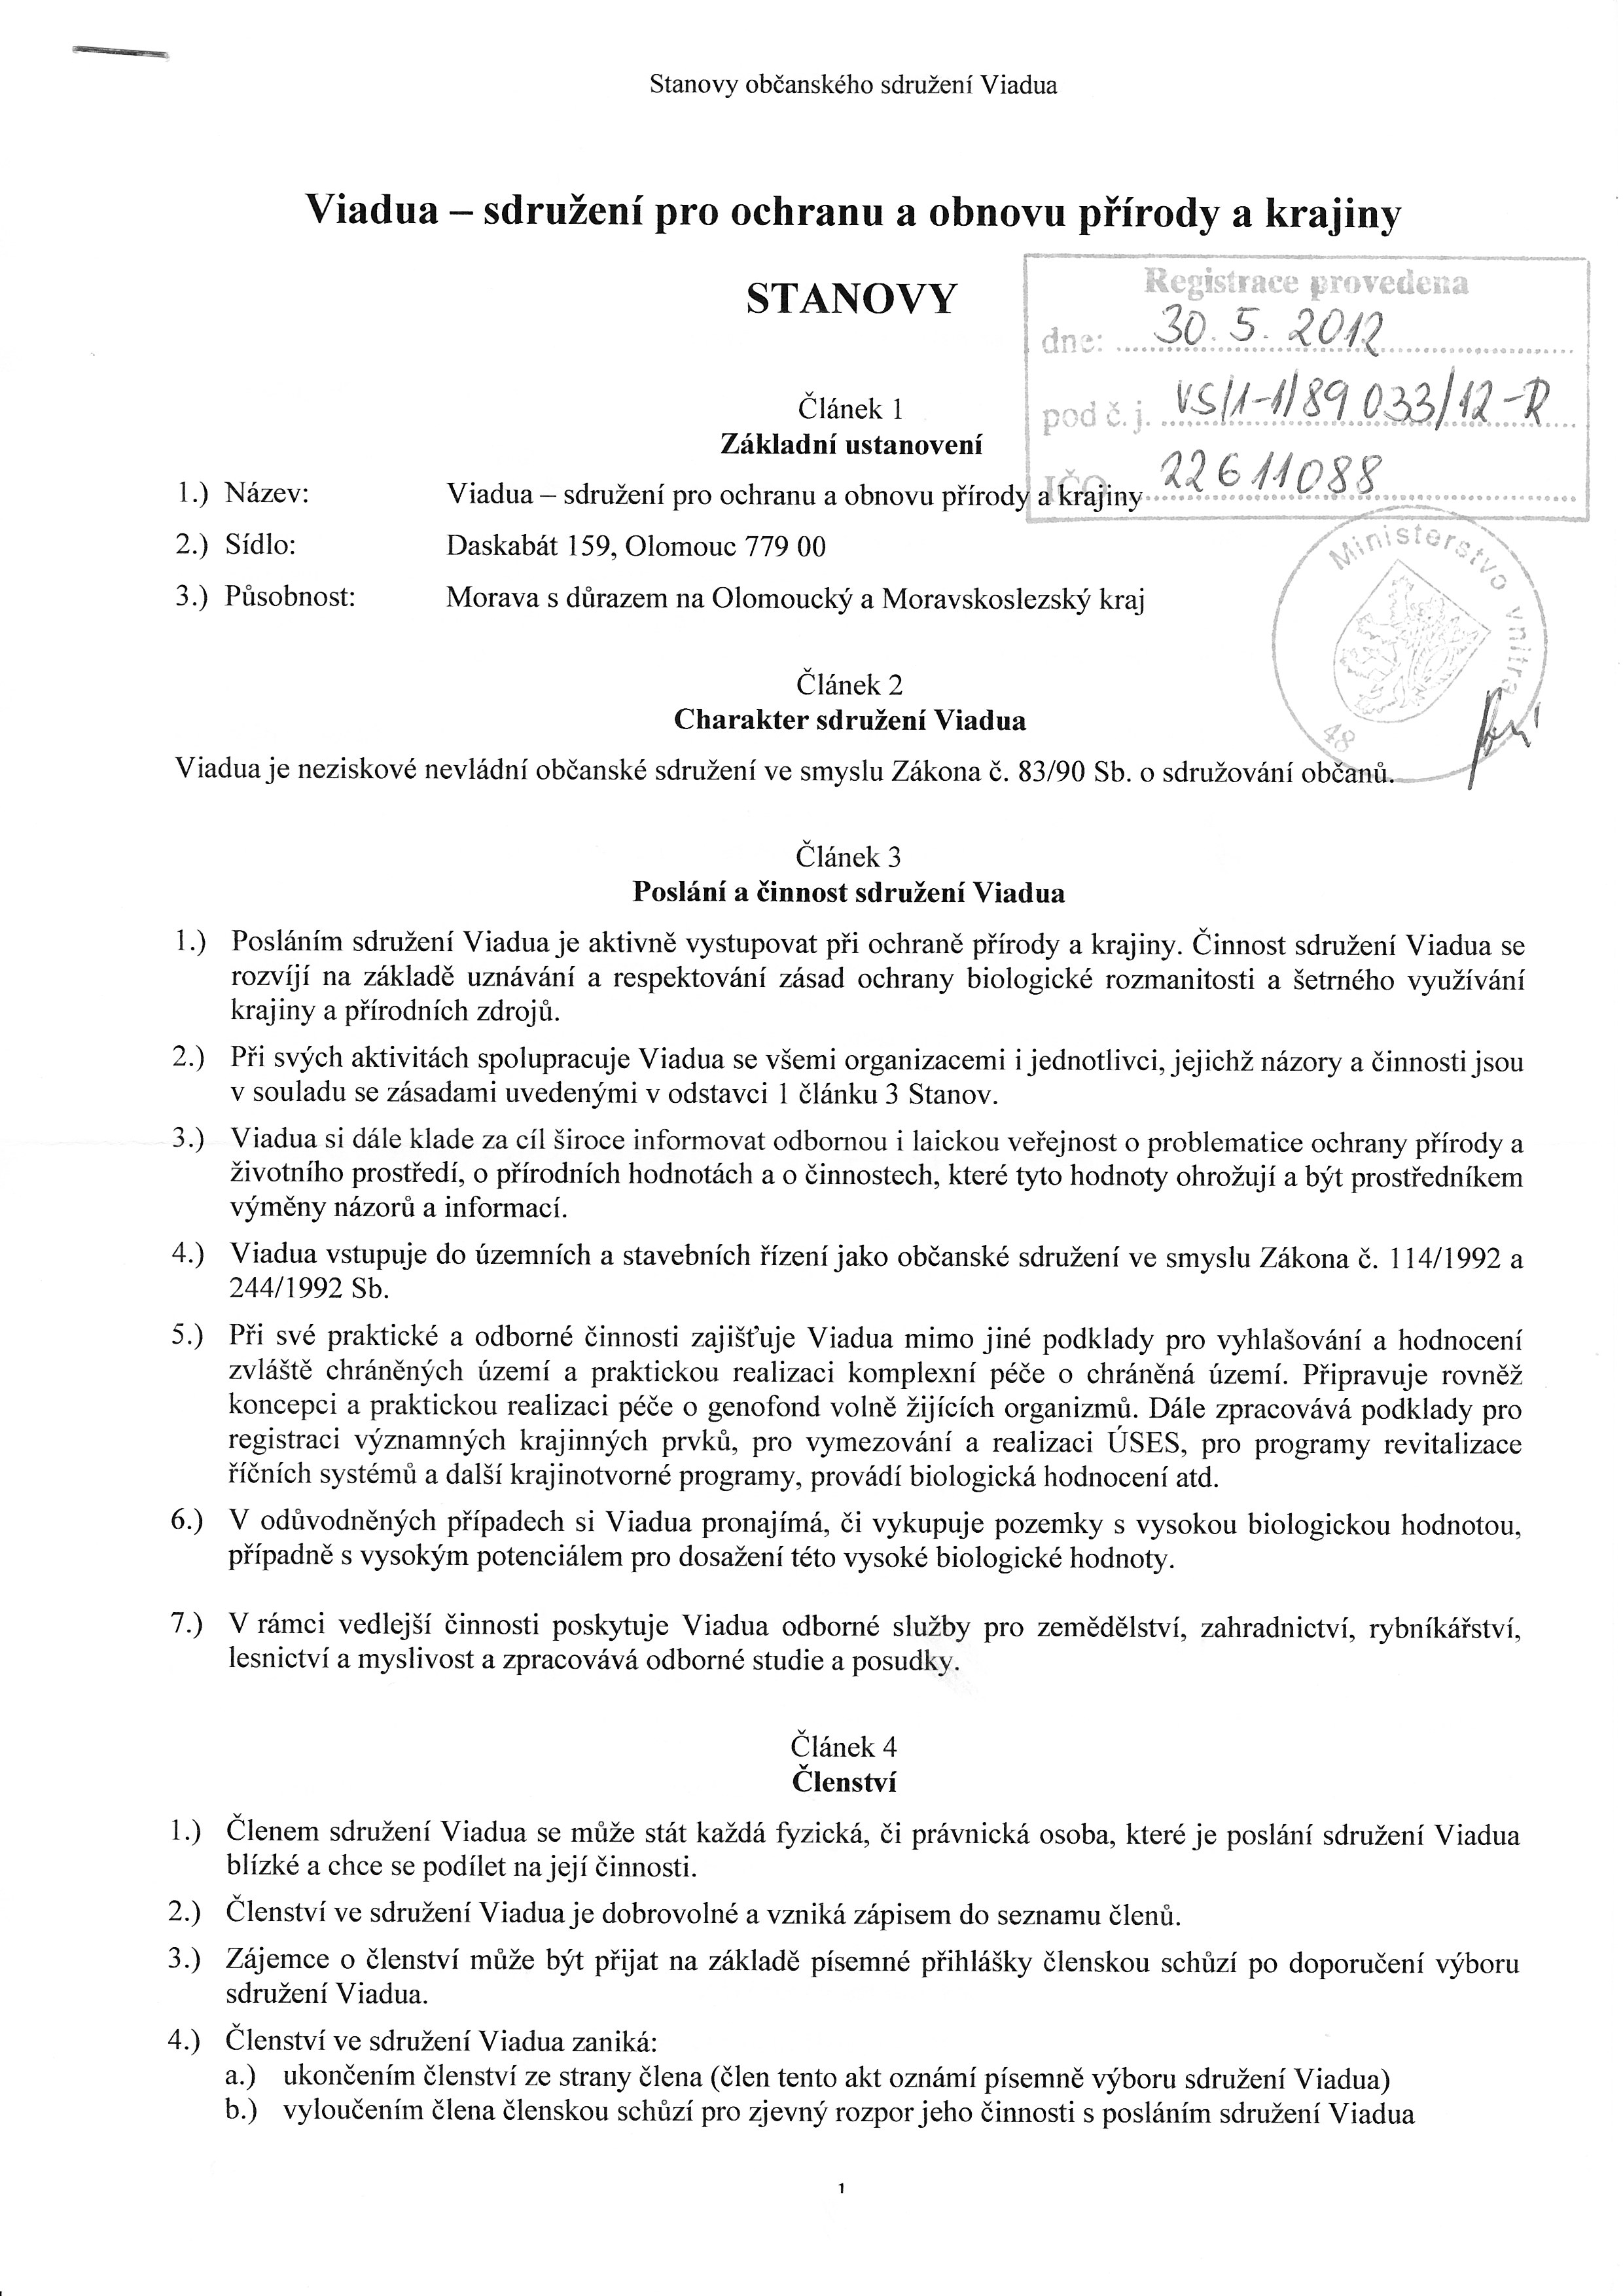 Stanovy občanského sdružení Viadua
Viadua – sdružení pro ochranu a obnovu přírody a krajiny
STANOVY
Registrace provedena
dne: 30. 5. 2012
pod č.j. VS/1-1/89 033/12-R
IČO 22611088
Článek 1
Základní ustanovení
1.) Název: Viadua – sdružení pro ochranu a obnovu přírody a krajiny
2.) Sídlo: Daskabát 159, Olomouc 779 00
3.) Působnost: Morava s důrazem na Olomoucký a Moravskoslezský kraj
Ministerstvo vnitra
48
Článek 2
Charakter sdružení Viadua
Viadua je neziskové nevládní občanské sdružení ve smyslu Zákona č. 83/90 Sb. o sdružování občanů.
Článek 3
Poslání a činnost sdružení Viadua
1.) Posláním sdružení Viadua je aktivně vystupovat při ochraně přírody a krajiny. Činnost sdružení Viadua se
rozvíjí na základě uznávání a respektování zásad ochrany biologické rozmanitosti a šetrného využívání
krajiny a přírodních zdrojů.
2.) Při svých aktivitách spolupracuje Viadua se všemi organizacemi i jednotlivci, jejichž názory a činnosti jsou
v souladu se zásadami uvedenými v odstavci 1 článku 3 Stanov.
3.) Viadua si dále klade za cíl široce informovat odbornou i laickou veřejnost o problematice ochrany přírody a
životního prostředí, o přírodních hodnotách a o činnostech, které tyto hodnoty ohrožují a být prostředníkem
výměny názorů a informací.
4.) Viadua vstupuje do územních a stavebních řízení jako občanské sdružení ve smyslu Zákona č. 114/1992 a
244/1992 Sb.
5.) Při své praktické a odborné činnosti zajišťuje Viadua mimo jiné podklady pro vyhlašování a hodnocení
zvláště chráněných území a praktickou realizaci komplexní péče o chráněná území. Připravuje rovněž
koncepci a praktickou realizaci péče o genofond volně žijících organizmů. Dále zpracovává podklady pro
registraci významných krajinných prvků, pro vymezování a realizaci ÚSES, pro programy revitalizace
říčních systémů a další krajinotvorné programy, provádí biologická hodnocení atd.
6.) V odůvodněných případech si Viadua pronajímá, či vykupuje pozemky s vysokou biologickou hodnotou,
případně s vysokým potenciálem pro dosažení této vysoké biologické hodnoty.
7.) V rámci vedlejší činnosti poskytuje Viadua odborné služby pro zemědělství, zahradnictví, rybníkářství,
lesnictví a myslivost a zpracovává odborné studie a posudky.
Článek 4
Členství
1.) Členem sdružení Viadua se může stát každá fyzická, či právnická osoba, které je poslání sdružení Viadua
blízké a chce se podílet na její činnosti.
2.) Členství ve sdružení Viadua je dobrovolné a vzniká zápisem do seznamu členů.
3.) Zájemce o členství může být přijat na základě písemné přihlášky členskou schůzí po doporučení výboru
sdružení Viadua.
4.) Členství ve sdružení Viadua zaniká:
a.) ukončením členství ze strany člena (člen tento akt oznámí písemně výboru sdružení Viadua)
b.) vyloučením člena členskou schůzí pro zjevný rozpor jeho činnosti s posláním sdružení Viadua
1